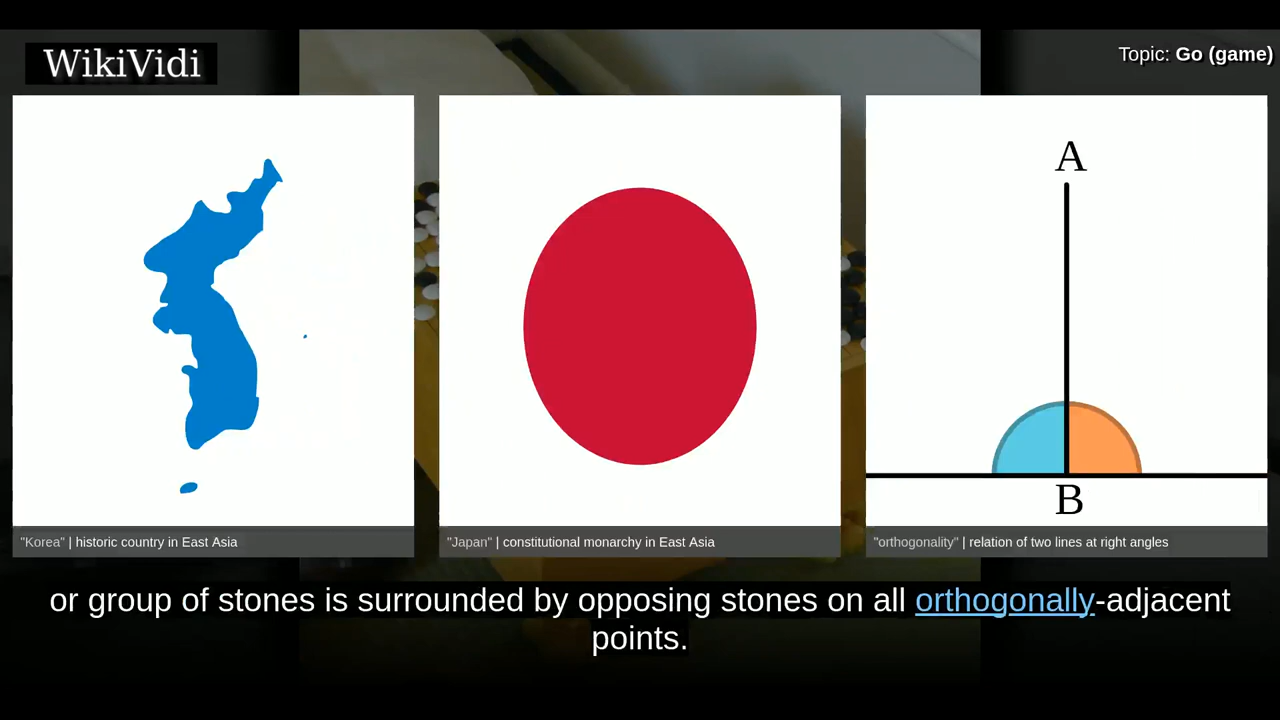 WikiVidi
Topic: Go (game)
A
B
"Korea" | historic country in East Asia
"Japan" | constitutional monarchy in East Asia
"orthogonality" | relation of two lines at right angles
or group of stones is surrounded by opposing stones on all orthogonally-adjacent
points.